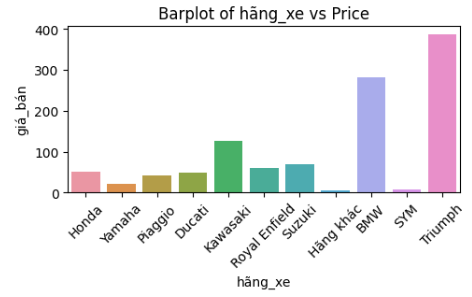 Barplot of hãng_xe vs Price
giá_bán
400
300
200
100
0
Honda
Yamaha
Piaggio
Ducati
Kawasaki
Royal Enfield
Suzuki
Hãng khác
BMW
SYM
Triumph
hãng_xe